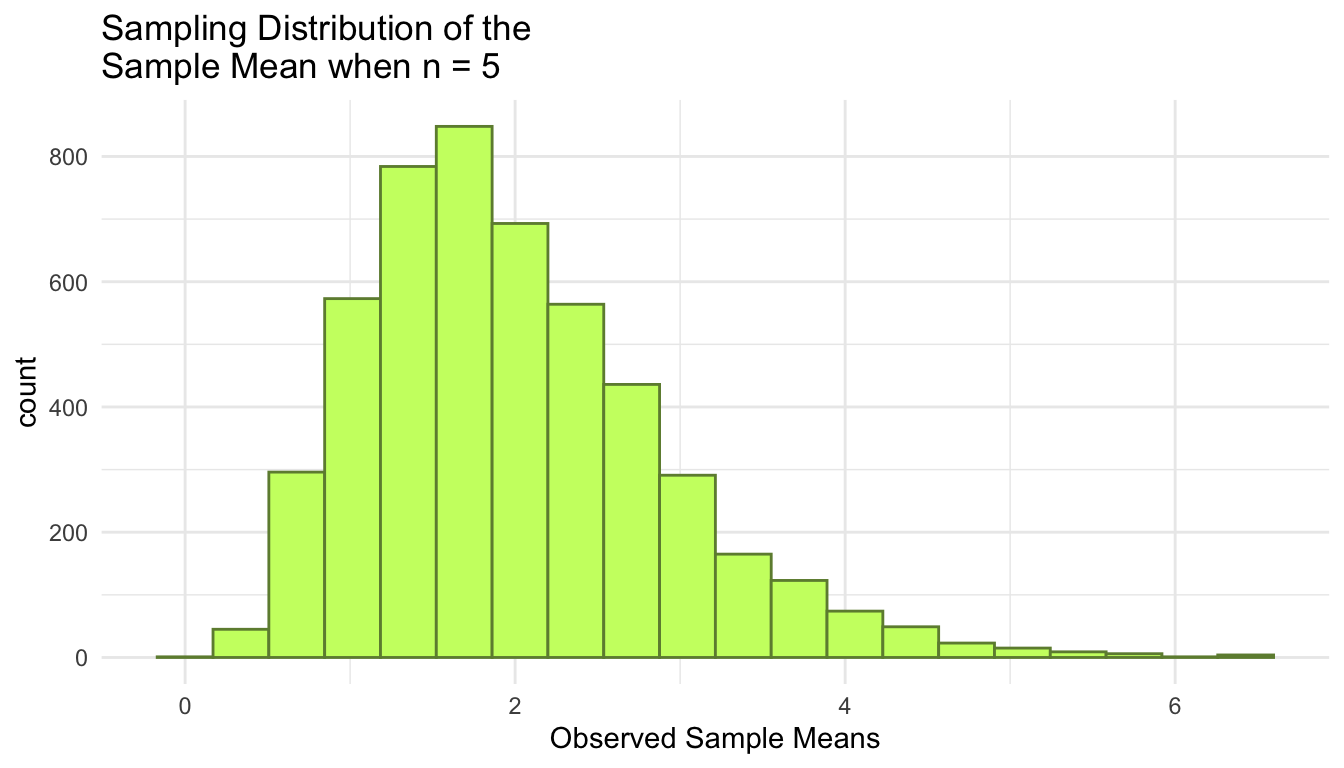 Sampling Distribution of the
Sample Mean when n = 5
800
600
400
200
0
count
0 2 4 6
Observed Sample Means